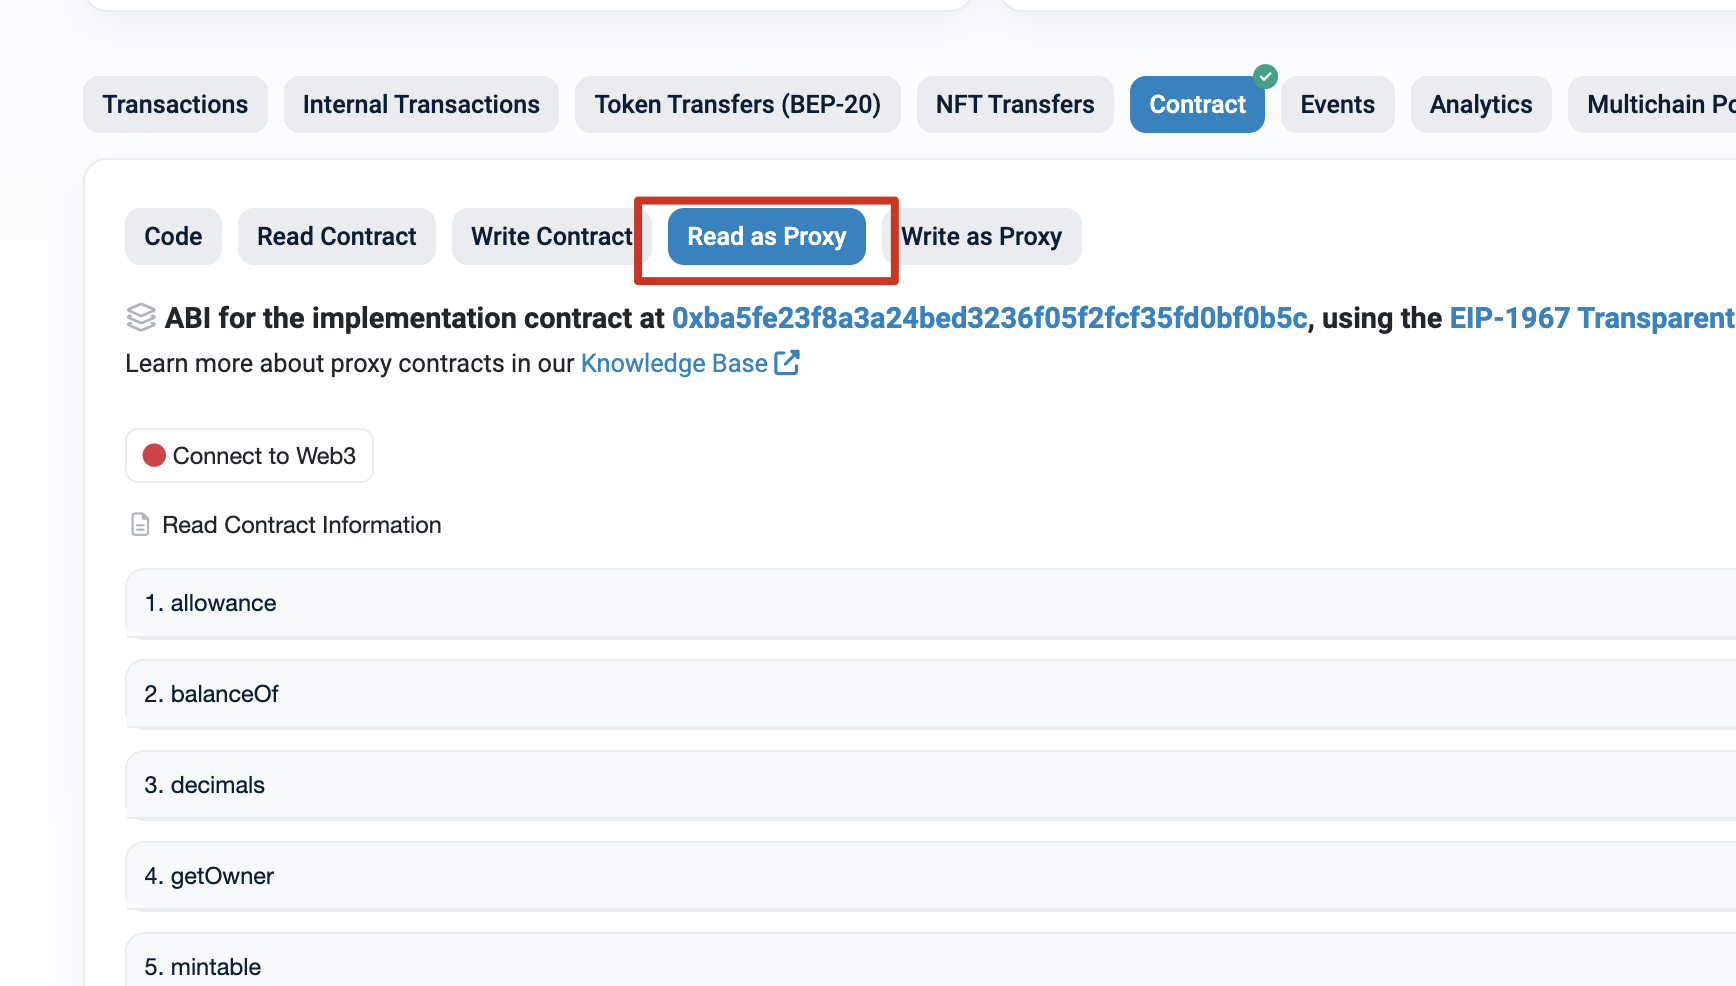 Transactions Internal Transactions Token Transfers (BEP-20) NFT Transfers Contract Events Analytics Multichain
Code Read Contract Write Contract Read as Proxy Write as Proxy
ABI for the implementation contract at 0xba5fe23f8a3a24bed3236f05f2fcf35fd0bf0b5c, using the EIP-1967 Transparent
Learn more about proxy contracts in our Knowledge Base
Connect to Web3
Read Contract Information
1. allowance
2. balanceOf
3. decimals
4. getOwner
5. mintable